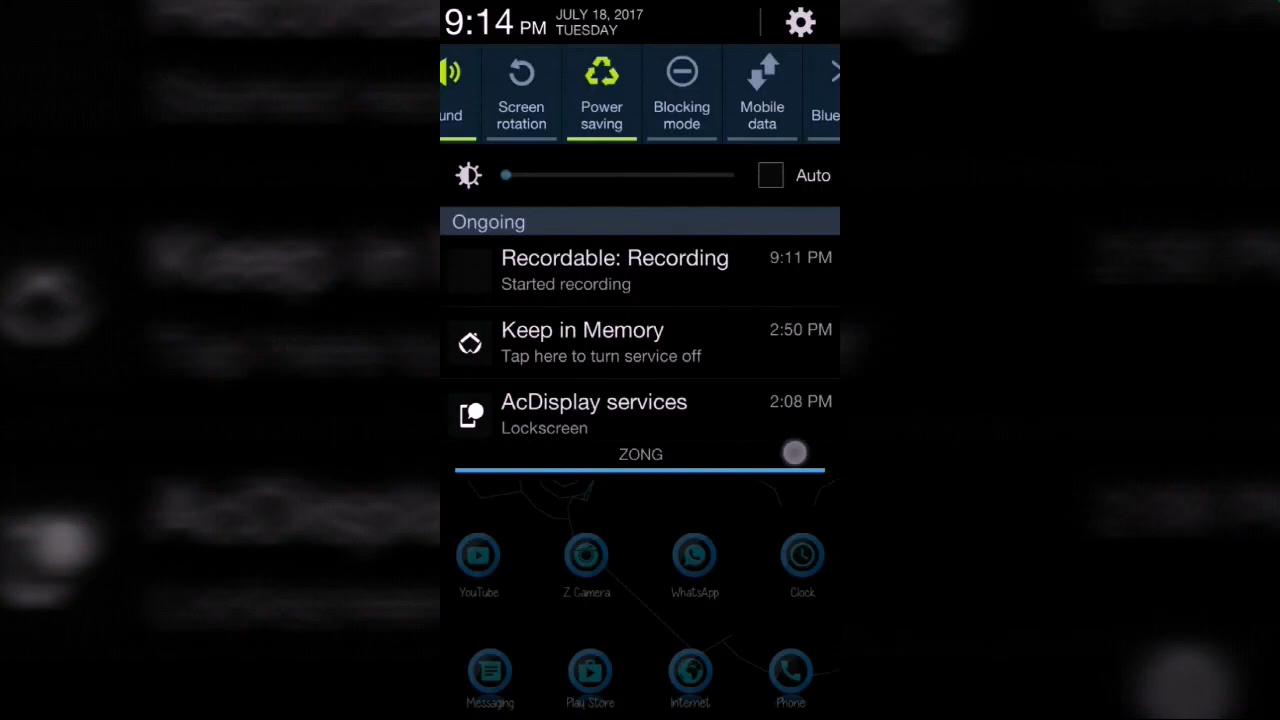 9:14 PM
JULY 18, 2017
TUESDAY
und
Screen
rotation
Power
saving
Blocking
mode
Mobile
data
Blue
Auto
Ongoing
Recordable: Recording 9:11 PM
Started recording
Keep in Memory 2:50 PM
Tap here to turn service off
AcDisplay services 2:08 PM
Lockscreen
ZONG
YouTube Z Camera WhatsApp Clock
Messaging Play Store Internet Phone